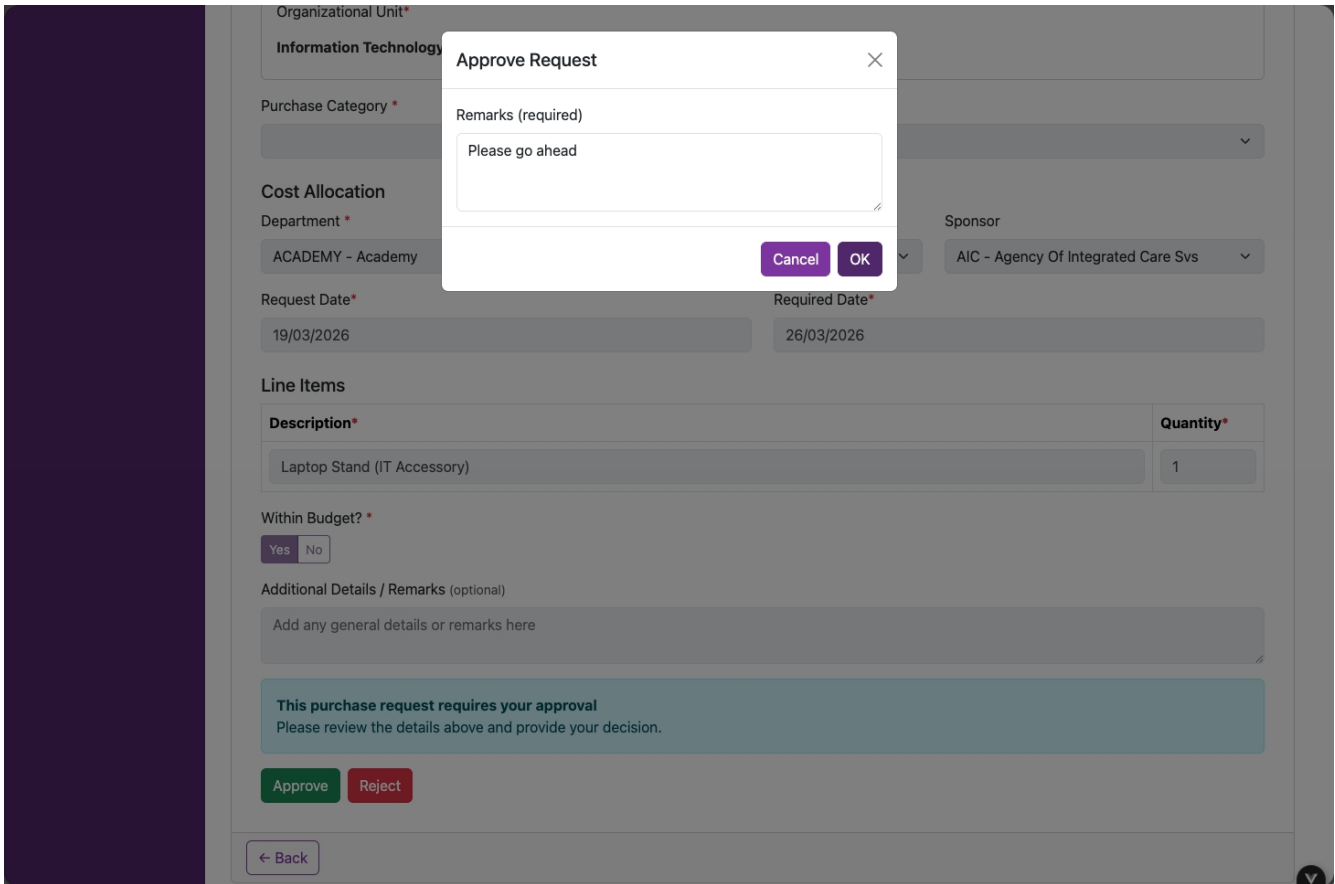 Organizational Unit*
Information Technology
Approve Request
Remarks (required)
Please go ahead
Cancel OK
Purchase Category *
Cost Allocation
Department * Sponsor
ACADEMY - Academy AIC - Agency Of Integrated Care Svs
Request Date* Required Date*
19/03/2026 26/03/2026
Line Items
Description* Quantity*
Laptop Stand (IT Accessory) 1
Within Budget? *
Yes No
Additional Details / Remarks (optional)
Add any general details or remarks here
This purchase request requires your approval
Please review the details above and provide your decision.
Approve Reject
← Back